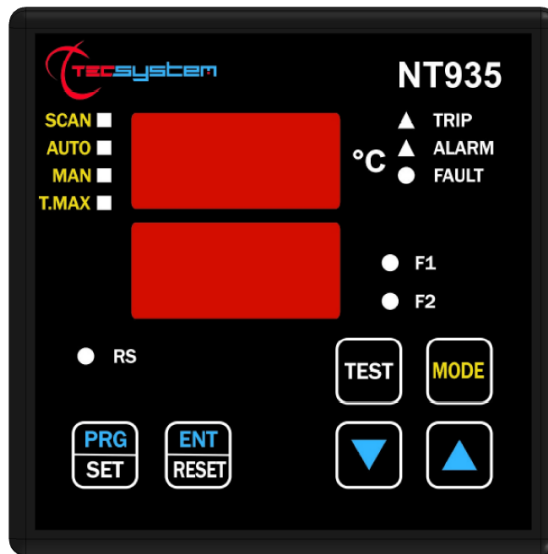 TECSYSTEM
NT935
SCAN
AUTO
MAN
T.MAX
°C
TRIP
ALARM
FAULT
F1
F2
RS
TEST
MODE
PRG
SET
ENT
RESET